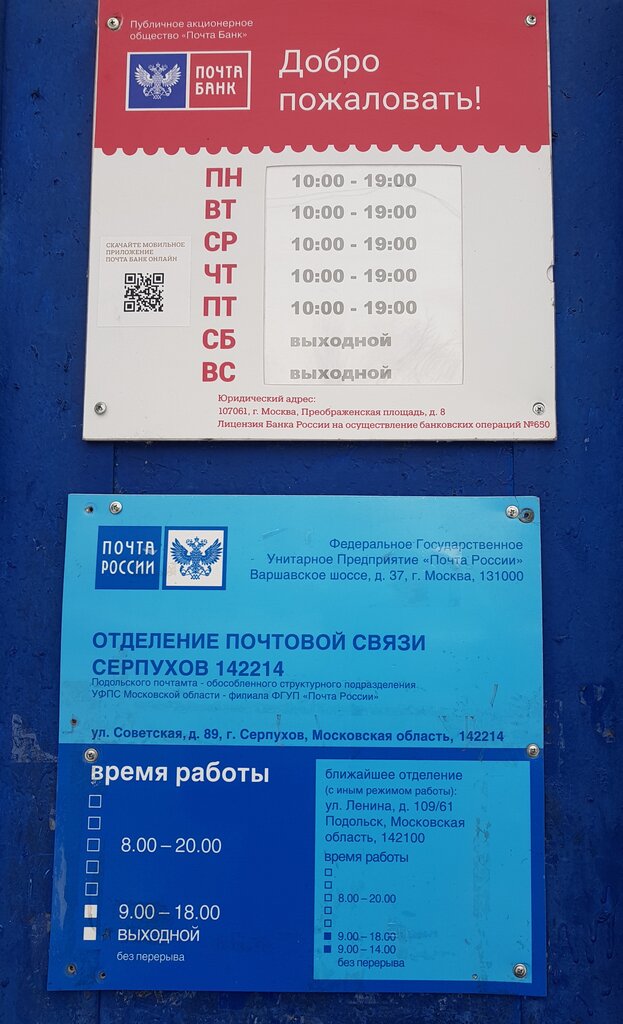 Публичное акционерное
общество «Почта Банк»
ПОЧТА
БАНК
Добро
пожаловать!
ПН 10:00 - 19:00
ВТ 10:00 - 19:00
СР 10:00 - 19:00
ЧТ 10:00 - 19:00
ПТ 10:00 - 19:00
СБ выходной
ВС выходной
СКАЧАЙТЕ МОБИЛЬНОЕ
ПРИЛОЖЕНИЕ
ПОЧТА БАНК ОНЛАЙН
Юридический адрес:
107061, г. Москва, Преображенская площадь, д. 8
Лицензия Банка России на осуществление банковских операций №650
ПОЧТА
РОССИИ
Федеральное Государственное
Унитарное Предприятие «Почта России»
Варшавское шоссе, д. 37, г. Москва, 131000
ОТДЕЛЕНИЕ ПОЧТОВОЙ СВЯЗИ
СЕРПУХОВ 142214
Подольского почтамта - обособленного структурного подразделения
УФПС Московской области - филиала ФГУП «Почта России»
ул. Советская, д. 89, г. Серпухов, Московская область, 142214
время работы
8.00 – 20.00
9.00 – 18.00
ВЫХОДНОЙ
без перерыва
ближайшее отделение
(с иным режимом работы):
ул. Ленина, д. 109/61
Подольск, Московская
область, 142100
время работы
8.00 – 20.00
9.00 – 18.00
9.00 – 14.00
без перерыва